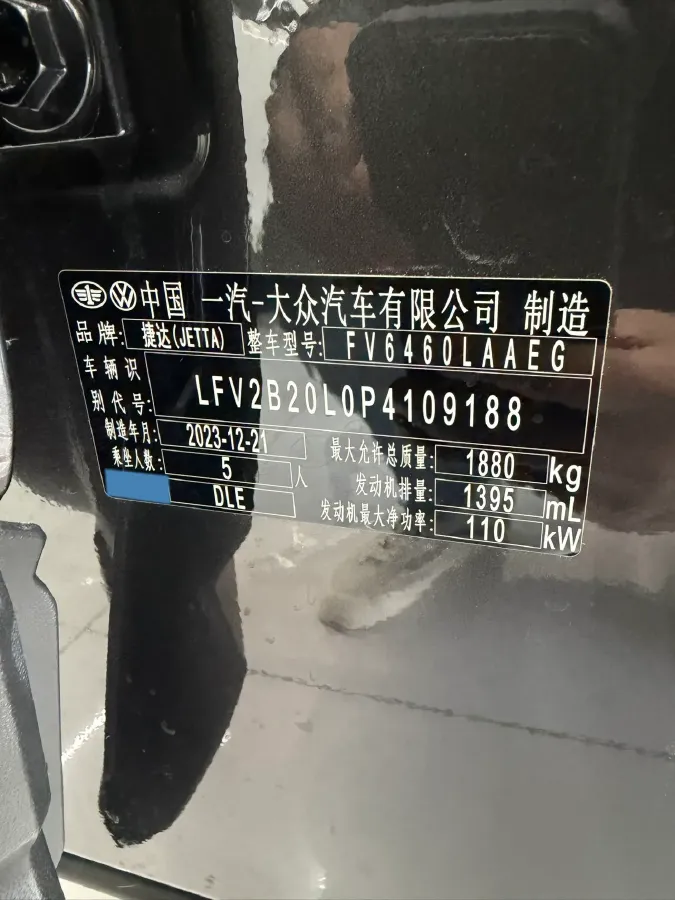 中国 一汽-大众汽车有限公司 制造
品牌: 捷达(JETTA) 整车型号: FV6460LAAEG
车辆识别代号: LFV2B20L0P4109188
制造年月: 2023-12-21 最大允许总质量: 1880 kg
乘坐人数: 5 人 发动机排量: 1395 mL
DLE 发动机最大净功率: 110 kW